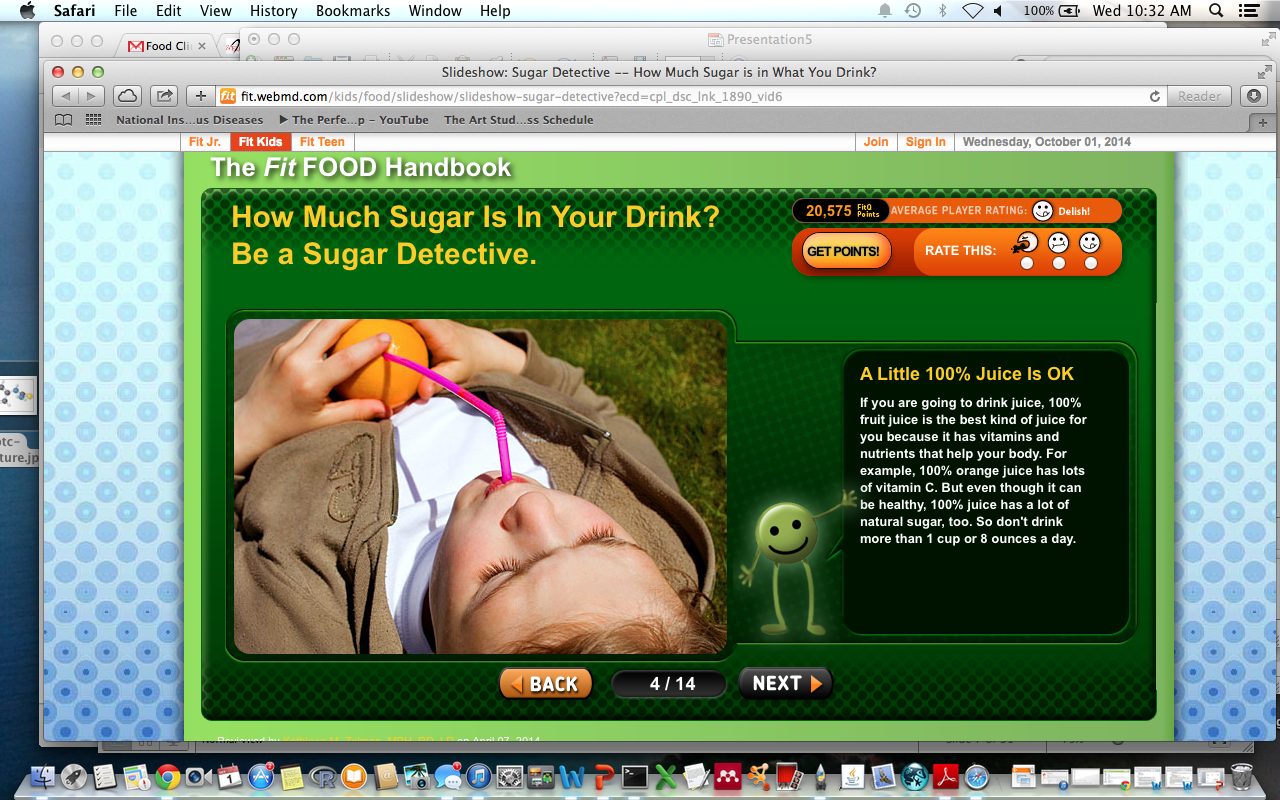 Safari File Edit View History Bookmarks Window Help
100% Wed 10:32 AM
Food Cli
Presentation5
Slideshow: Sugar Detective -- How Much Sugar is in What You Drink?
fit.webmd.com/kids/food/slideshow/slideshow-sugar-detective?ecd=cpl_dsc_lnk_1890_vid6
Reader
National Ins...us Diseases ▶ The Perfe...p - YouTube The Art Stud...ss Schedule
Fit Jr. Fit Kids Fit Teen
Join Sign In Wednesday, October 01, 2014
The Fit FOOD Handbook
How Much Sugar Is In Your Drink?
Be a Sugar Detective.
20,575 FitQ Points
AVERAGE PLAYER RATING: Delish!
GET POINTS!
RATE THIS:
A Little 100% Juice Is OK
If you are going to drink juice, 100%
fruit juice is the best kind of juice for
you because it has vitamins and
nutrients that help your body. For
example, 100% orange juice has lots
of vitamin C. But even though it can
be healthy, 100% juice has a lot of
natural sugar, too. So don't drink
more than 1 cup or 8 ounces a day.
BACK
4 / 14
NEXT
ptc-
ture.jp